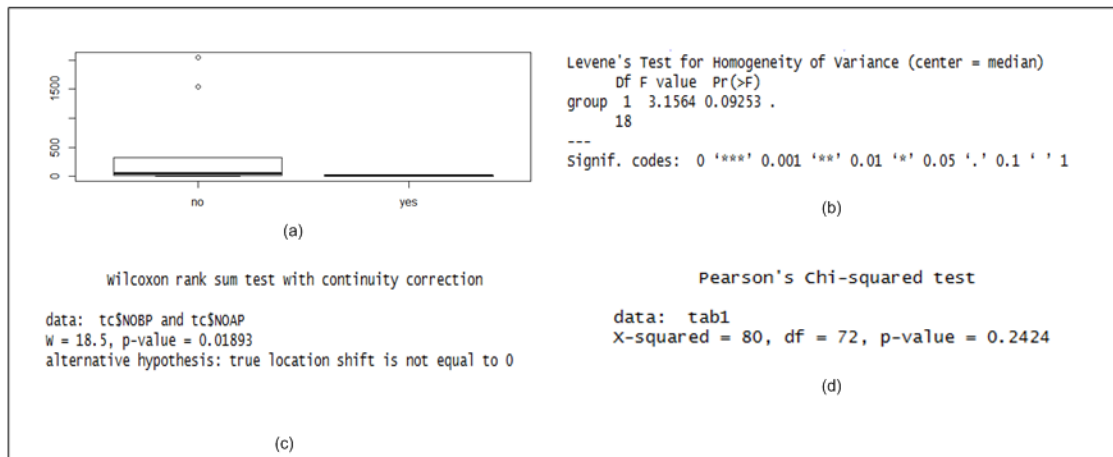 1500
500
0
no yes
(a)
Levene's Test for Homogeneity of Variance (center = median)
Df F value Pr(>F)
group 1 3.1564 0.09253 .
18
---
Signif. codes: 0 ‘***’ 0.001 ‘**’ 0.01 ‘*’ 0.05 ‘.’ 0.1 ‘ ’ 1
(b)
Wilcoxon rank sum test with continuity correction
data: tc$NOBP and tc$NOAP
W = 18.5, p-value = 0.01893
alternative hypothesis: true location shift is not equal to 0
(c)
Pearson's Chi-squared test
data: tab1
X-squared = 80, df = 72, p-value = 0.2424
(d)